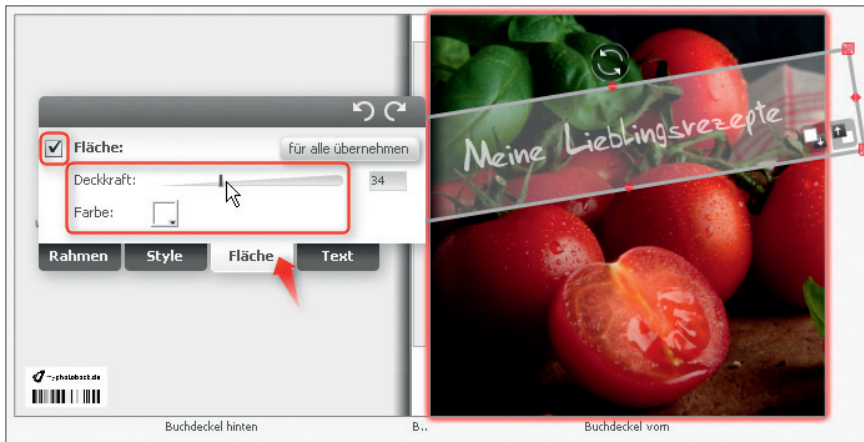 Fläche:
für alle übernehmen
Deckkraft:
34
Farbe:
Rahmen
Style
Fläche
Text
Meine Lieblingsrezepte
Buchdeckel hinten
B..
Buchdeckel vorn